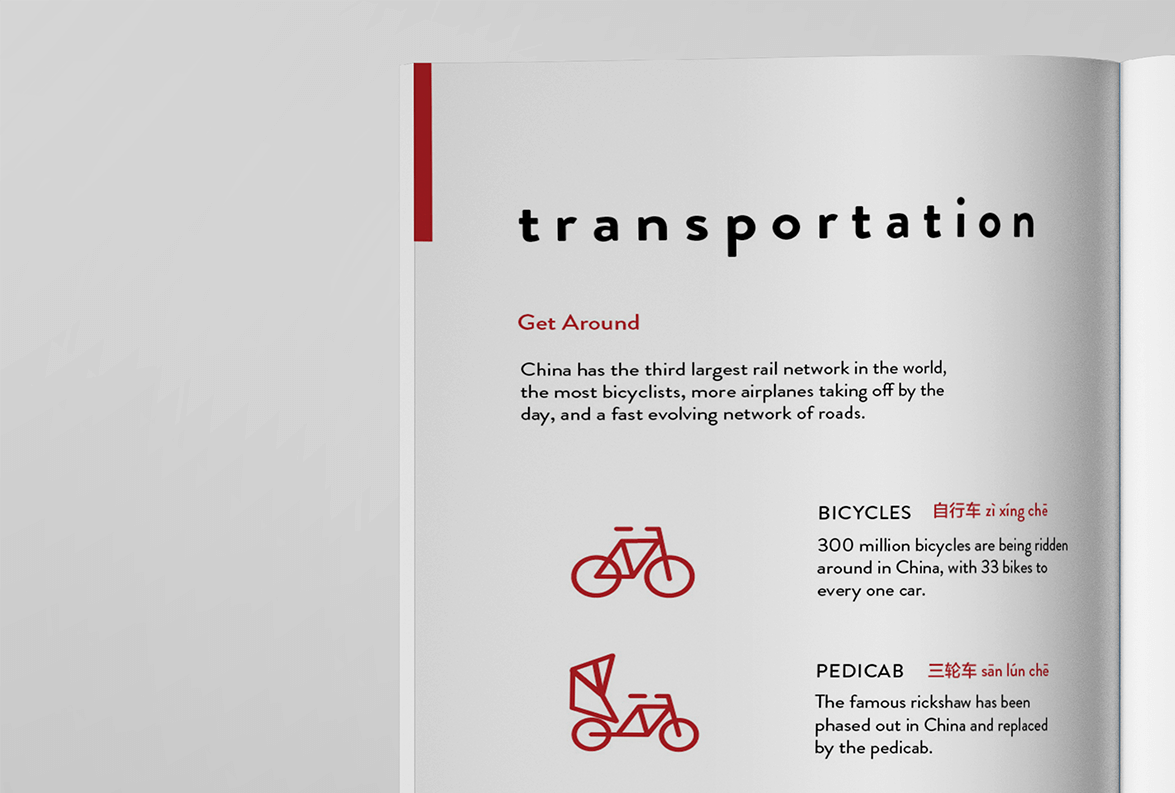 transportation
Get Around
China has the third largest rail network in the world,
the most bicyclists, more airplanes taking off by the
day, and a fast evolving network of roads.
BICYCLES 自行车 zì xíng chē
300 million bicycles are being ridden
around in China, with 33 bikes to
every one car.
PEDICAB 三轮车 sān lún chē
The famous rickshaw has been
phased out in China and replaced
by the pedicab.